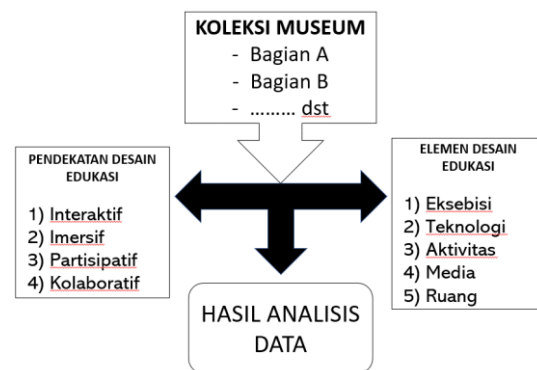 KOLEKSI MUSEUM
- Bagian A
- Bagian B
- ......... dst
PENDEKATAN DESAIN
EDUKASI
1) Interaktif
2) Imersif
3) Partisipatif
4) Kolaboratif
ELEMEN DESAIN
EDUKASI
1) Eksebisi
2) Teknologi
3) Aktivitas
4) Media
5) Ruang
HASIL ANALISIS
DATA